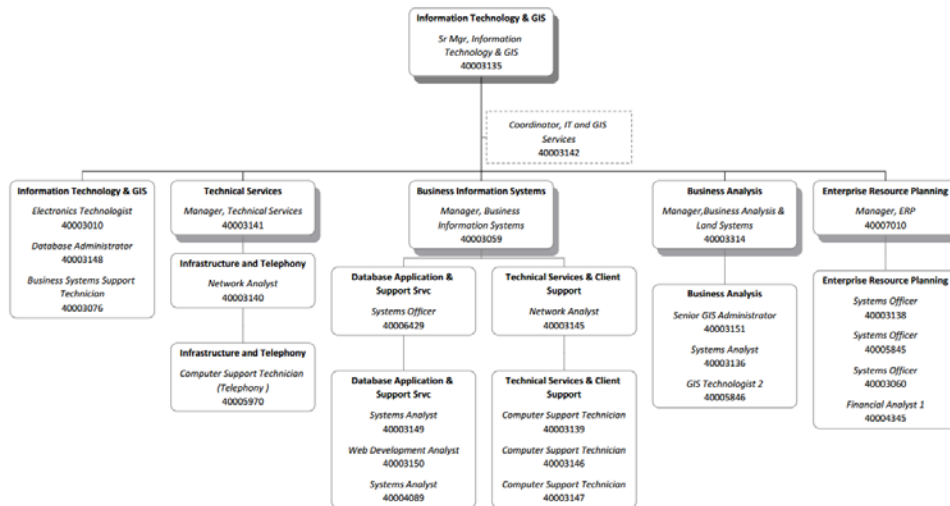 Information Technology & GIS
Sr Mgr, Information
Technology & GIS
40003135
Coordinator, IT and GIS
Services
40003142
Information Technology & GIS
Electronics Technologist
40003010
Database Administrator
40003148
Business Systems Support
Technician
40003076
Technical Services
Manager, Technical Services
40003141
Infrastructure and Telephony
Network Analyst
40003140
Infrastructure and Telephony
Computer Support Technician
(Telephony )
40005970
Business Information Systems
Manager, Business
Information Systems
40003059
Database Application &
Support Srvc
Systems Officer
40006429
Database Application &
Support Srvc
Systems Analyst
40003149
Web Development Analyst
40003150
Systems Analyst
40004089
Technical Services & Client
Support
Network Analyst
40003145
Technical Services & Client
Support
Computer Support Technician
40003139
Computer Support Technician
40003146
Computer Support Technician
40003147
Business Analysis
Manager,Business Analysis &
Land Systems
40003314
Business Analysis
Senior GIS Administrator
40003151
Systems Analyst
40003136
GIS Technologist 2
40005846
Enterprise Resource Planning
Manager, ERP
40007010
Enterprise Resource Planning
Systems Officer
40003138
Systems Officer
40005845
Systems Officer
40003060
Financial Analyst 1
40004345